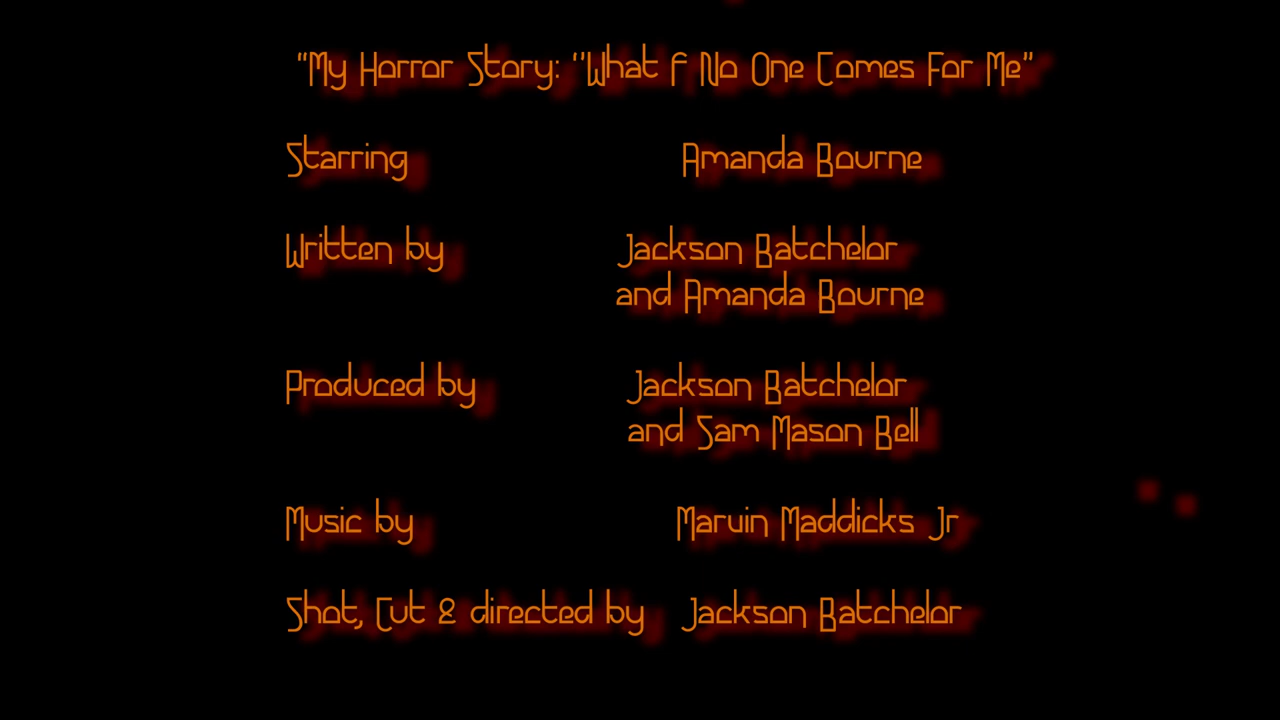 "My Horror Story: ''What f No One Comes For Me"
Starring Amanda Bourne
Written by Jackson Batchelor
and Amanda Bourne
Produced by Jackson Batchelor
and Sam Mason Bell
Music by Marvin Maddicks Jr
Shot, Cut & directed by Jackson Batchelor